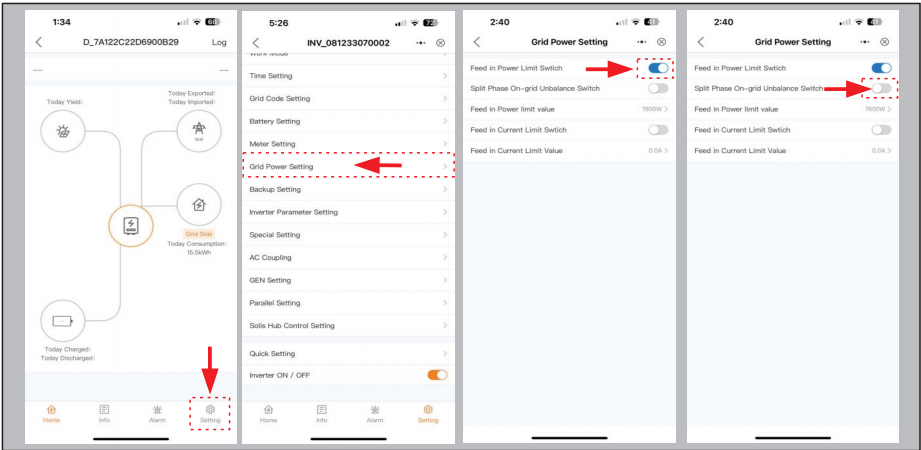 1:34
68
D_7A122C22D6900B29
Log
--
--
Today Exported:
Today Imported:
Today Yield:
Grid Side
Today Consumption:
15.5kWh
Today Charged:
Today Discharged:
Home
Info
Alarm
Setting
5:26
72
INV_081233070002
Work Mode
Time Setting
Grid Code Setting
Battery Setting
Meter Setting
Grid Power Setting
Backup Setting
Inverter Parameter Setting
Special Setting
AC Coupling
GEN Setting
Parallel Setting
Solis Hub Control Setting
Quick Setting
Inverter ON / OFF
Home
Info
Alarm
Setting
2:40
Grid Power Setting
Feed in Power Limit Swtich
Split Phase On-grid Unbalance Switch
Feed in Power limit value
7600W
Feed in Current Limit Swtich
Feed in Current Limit Value
0.0A
2:40
Grid Power Setting
Feed in Power Limit Swtich
Split Phase On-grid Unbalance Switch
Feed in Power limit value
7600W
Feed in Current Limit Swtich
Feed in Current Limit Value
0.0A